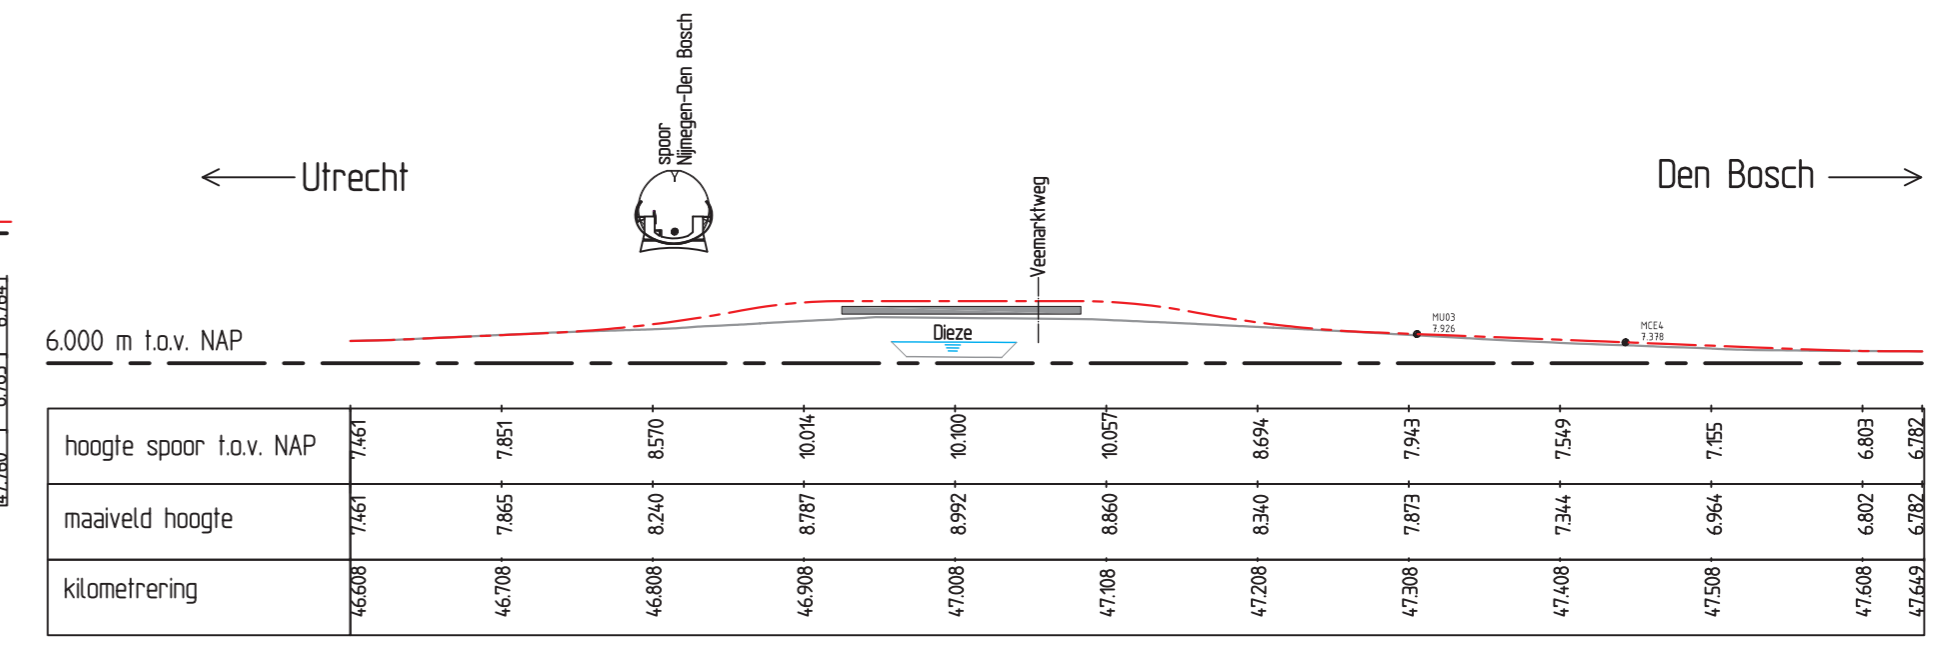 spoor
Nijmegen-Den Bosch
Utrecht
Den Bosch
Veemarktweg
MU03
7.926
MCE4
7.378
Dieze
6.000 m t.o.v. NAP
hoogte spoor t.o.v. NAP 7.461 7.851 8.570 10.014 10.100 10.057 8.694 7.943 7.549 7.155 6.803 6.782
maaiveld hoogte 7.461 7.865 8.240 8.787 8.992 8.860 8.340 7.873 7.344 6.964 6.802 6.782
kilometrering 46.608 46.708 46.808 46.908 47.008 47.108 47.208 47.308 47.408 47.508 47.608 47.649